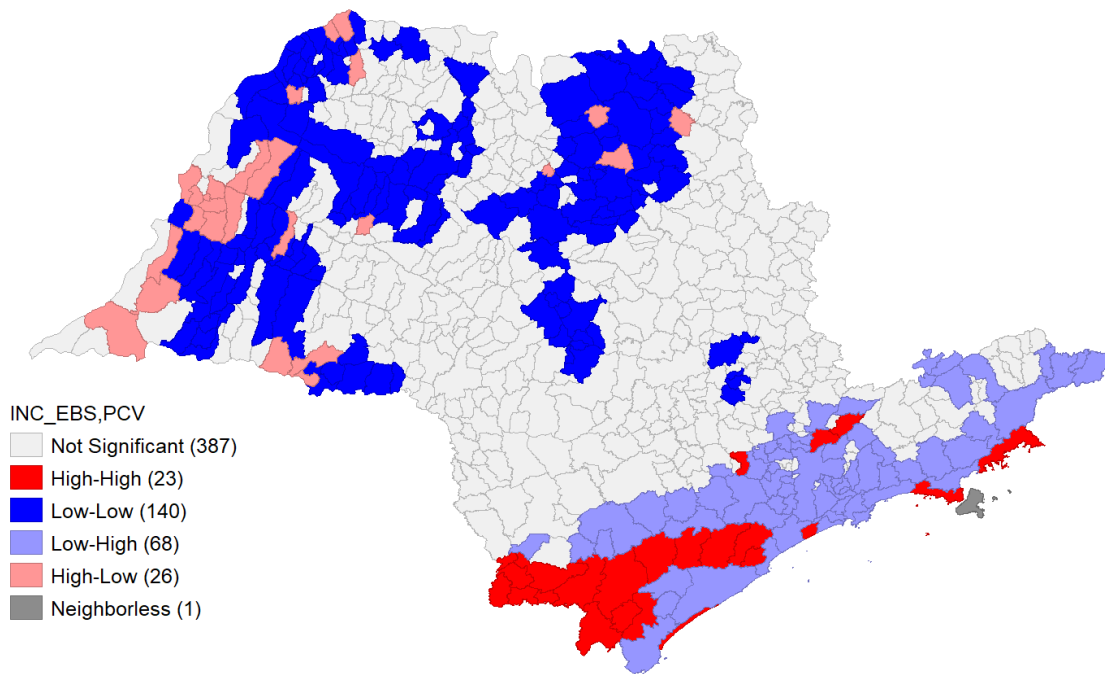 INC_EBS,PCV
Not Significant (387)
High-High (23)
Low-Low (140)
Low-High (68)
High-Low (26)
Neighborless (1)